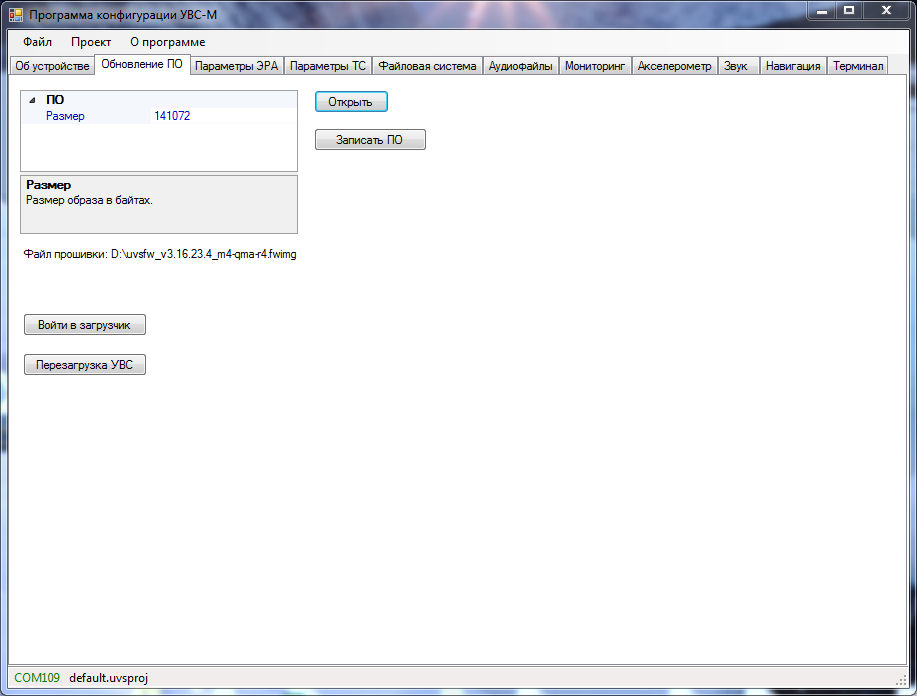 Программа конфигурации УВС-М
Файл Проект О программе
Об устройстве Обновление ПО Параметры ЭРА Параметры ТС Файловая система Аудиофайлы Мониторинг Акселерометр Звук Навигация Терминал
ПО
Размер 141072
Открыть
Записать ПО
Размер
Размер образа в байтах.
Файл прошивки: D:\uvsfw_v3.16.23.4_m4-qma-r4.fwimg
Войти в загрузчик
Перезагрузка УВС
COM109 default.uvsproj